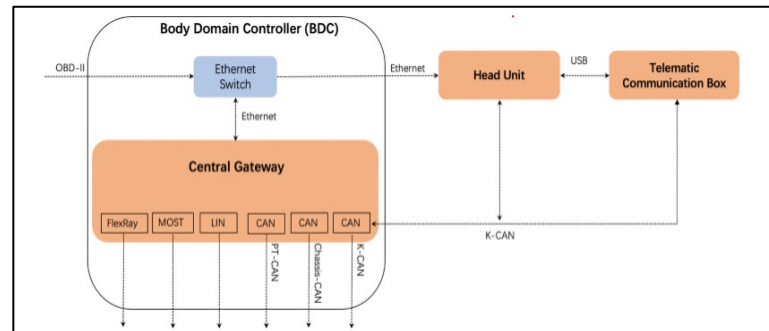 Body Domain Controller (BDC)
OBD-II
Ethernet
Switch
Ethernet
Head Unit
USB
Telematic
Communication Box
Ethernet
Central Gateway
FlexRay
MOST
LIN
CAN
CAN
CAN
K-CAN
PT-CAN
Chassis-CAN
K-CAN